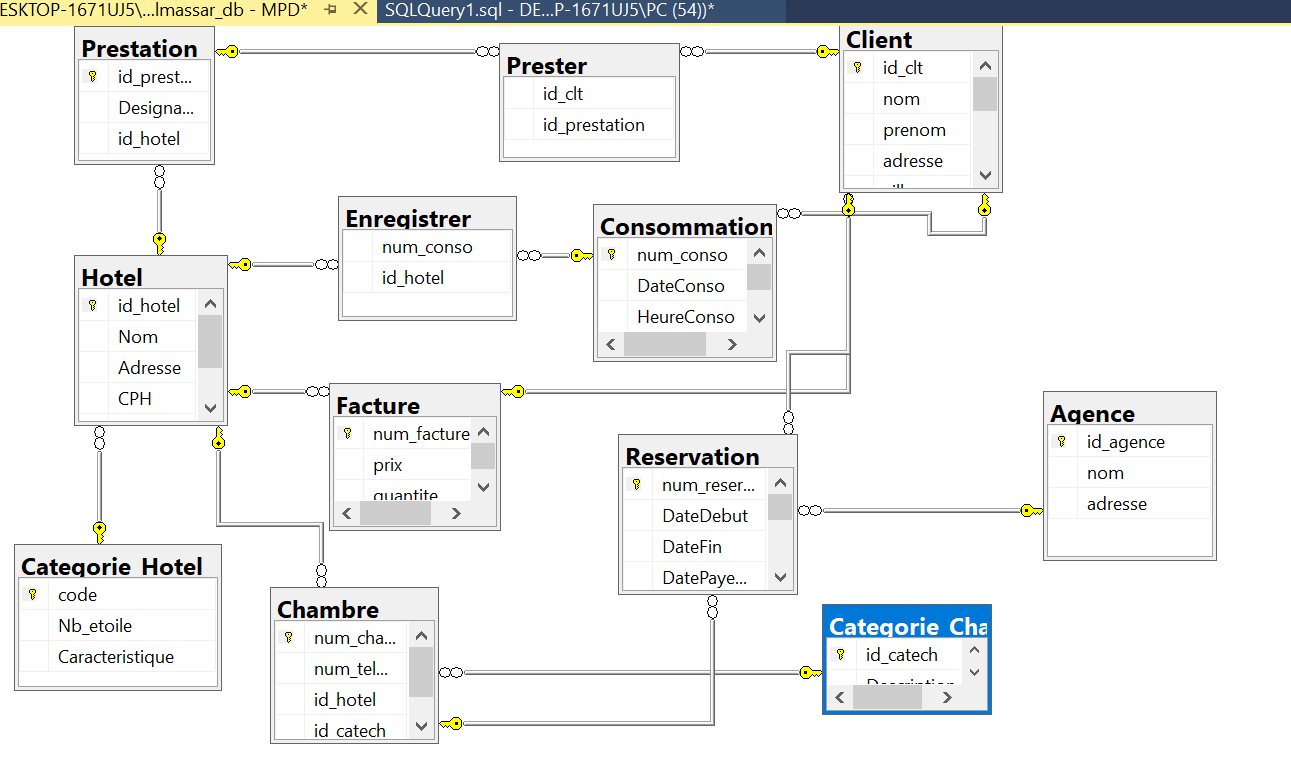 ESKTOP-1671UJ5\...lmassar_db - MPD*
SQLQuery1.sql - DE...P-1671UJ5\PC (54))*
Prestation
id_prest...
Designa...
id_hotel
Prester
id_clt
id_prestation
Client
id_clt
nom
prenom
adresse
Enregistrer
num_conso
id_hotel
Consommation
num_conso
DateConso
HeureConso
Hotel
id_hotel
Nom
Adresse
CPH
Facture
num_facture
prix
quantite
Reservation
num_reser...
DateDebut
DateFin
DatePaye...
Agence
id_agence
nom
adresse
Categorie_Hotel
code
Nb_etoile
Caracteristique
Chambre
num_cha...
num_tel...
id_hotel
id_catech
Categorie_Cha
id_catech
Description